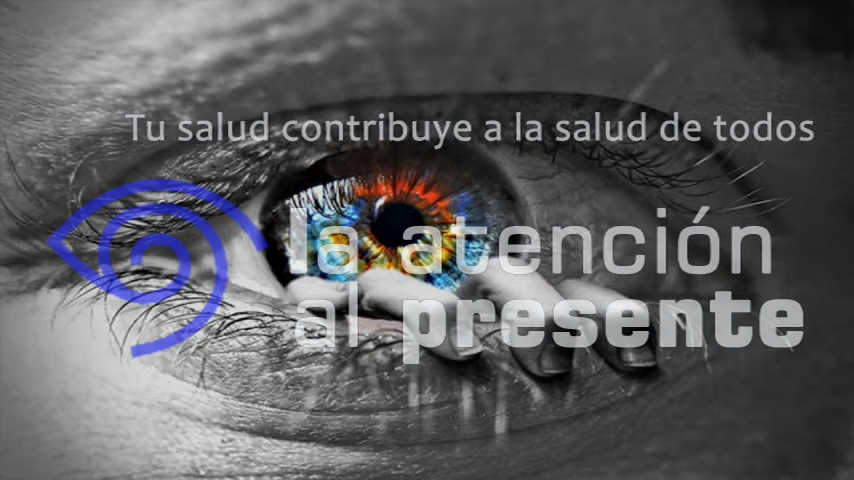 Tu salud contribuye a la salud de todos
la atención
al presente